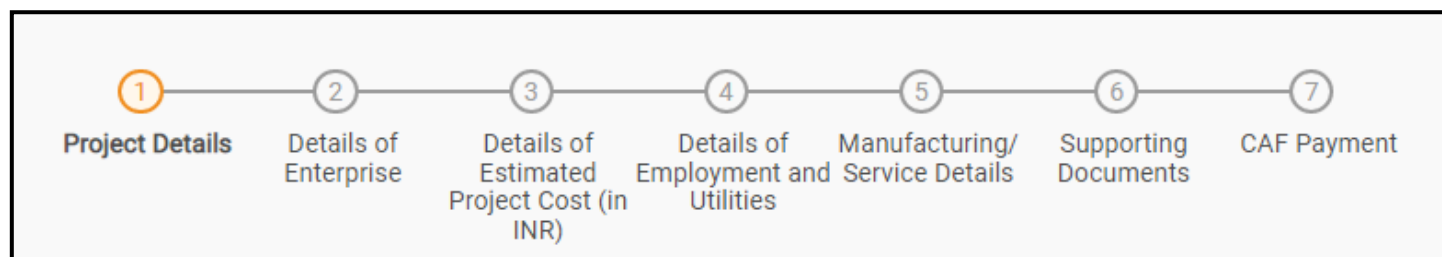 1
Project Details
2
Details of
Enterprise
3
Details of
Estimated
Project Cost (in
INR)
4
Details of
Employment and
Utilities
5
Manufacturing/
Service Details
6
Supporting
Documents
7
CAF Payment